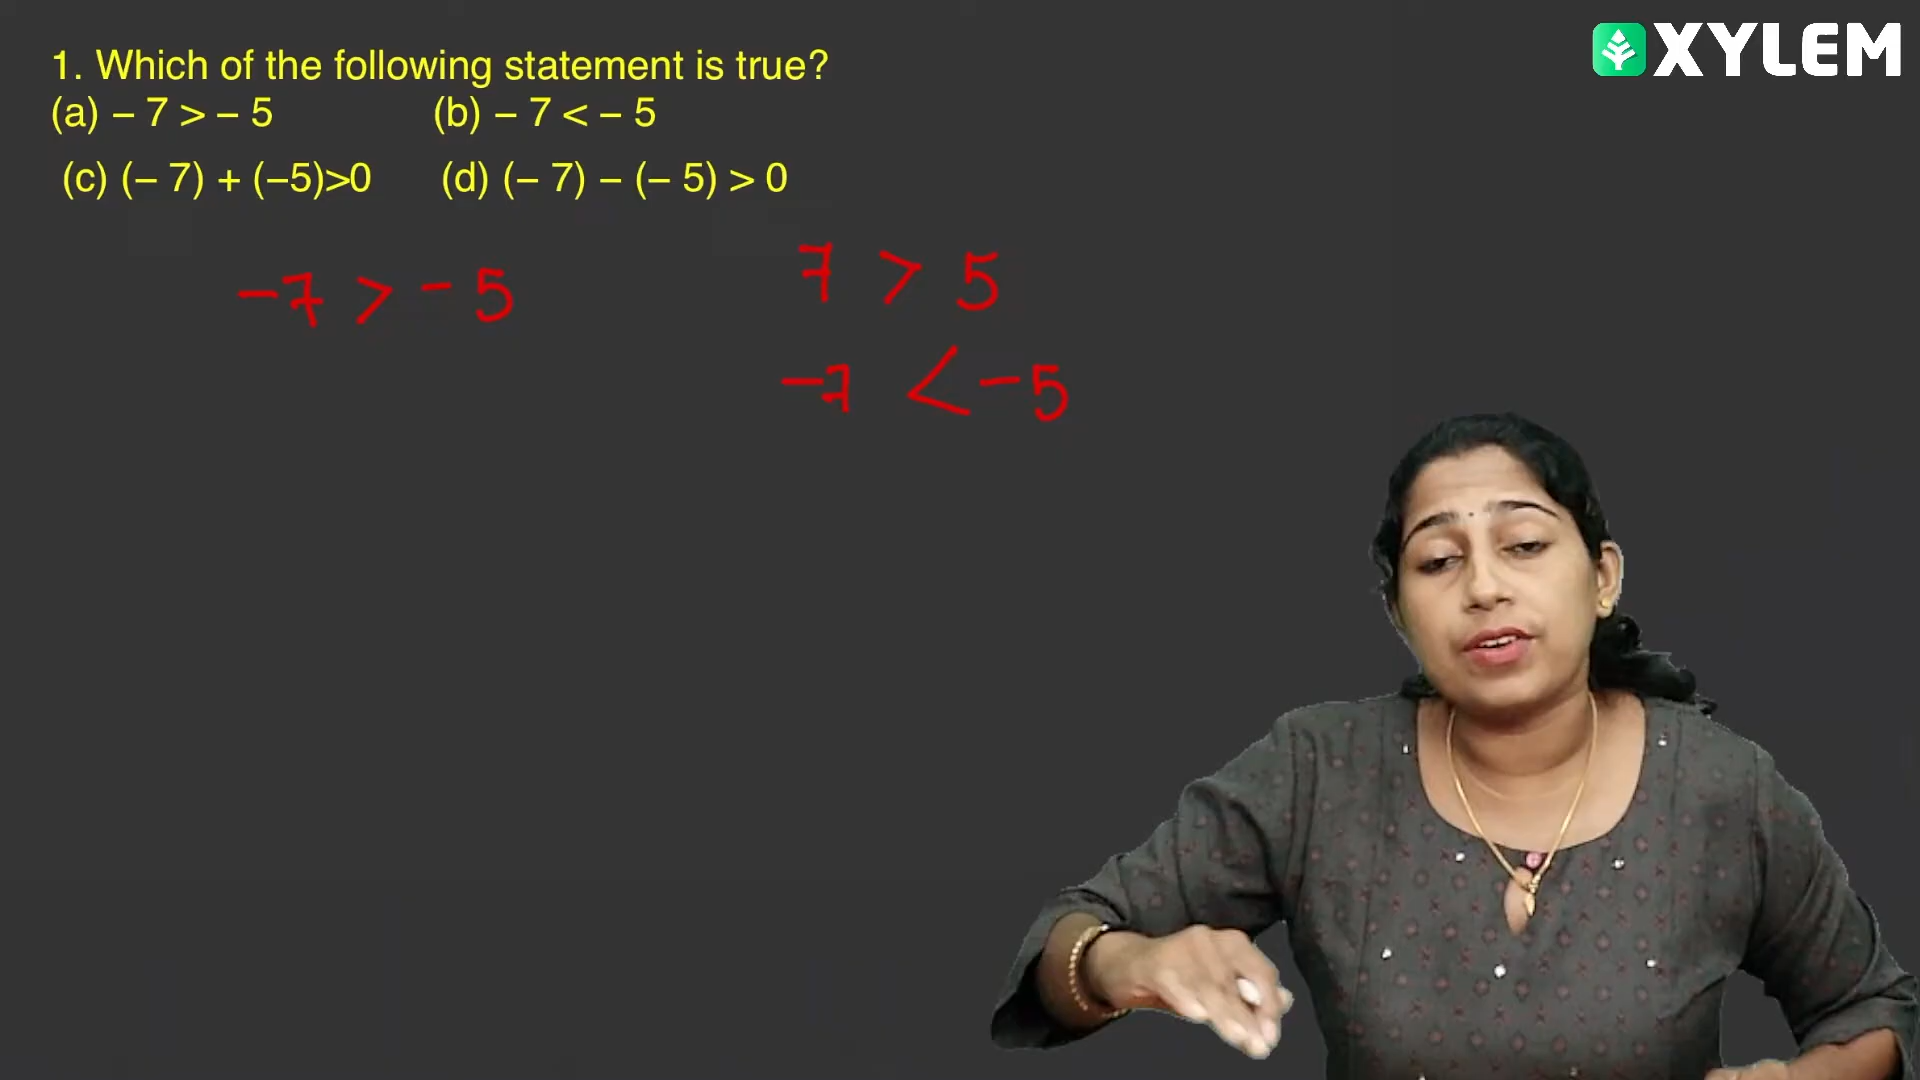 XYLEM
1. Which of the following statement is true?
(a) – 7 > – 5 (b) – 7 < – 5
(c) (– 7) + (–5)>0 (d) (– 7) – (– 5) > 0
-7 > - 5
7 > 5
-7 < -5